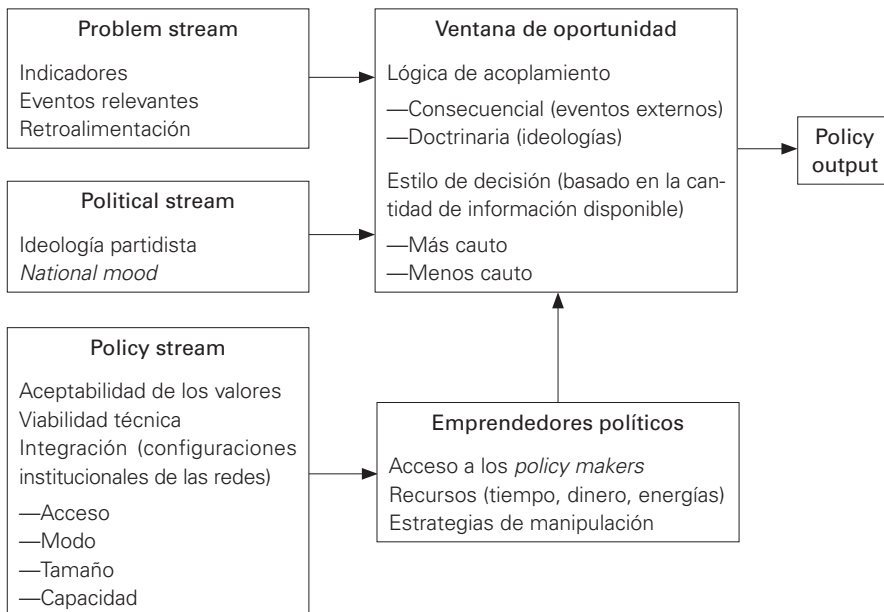 Problem stream
Indicadores
Eventos relevantes
Retroalimentación
Political stream
Ideología partidista
National mood
Policy stream
Aceptabilidad de los valores
Viabilidad técnica
Integración (configuraciones
institucionales de las redes)
—Acceso
—Modo
—Tamaño
—Capacidad
Ventana de oportunidad
Lógica de acoplamiento
—Consecuencial (eventos externos)
—Doctrinaria (ideologías)
Estilo de decisión (basado en la can-
tidad de información disponible)
—Más cauto
—Menos cauto
Emprendedores políticos
Acceso a los policy makers
Recursos (tiempo, dinero, energías)
Estrategias de manipulación
Policy
output